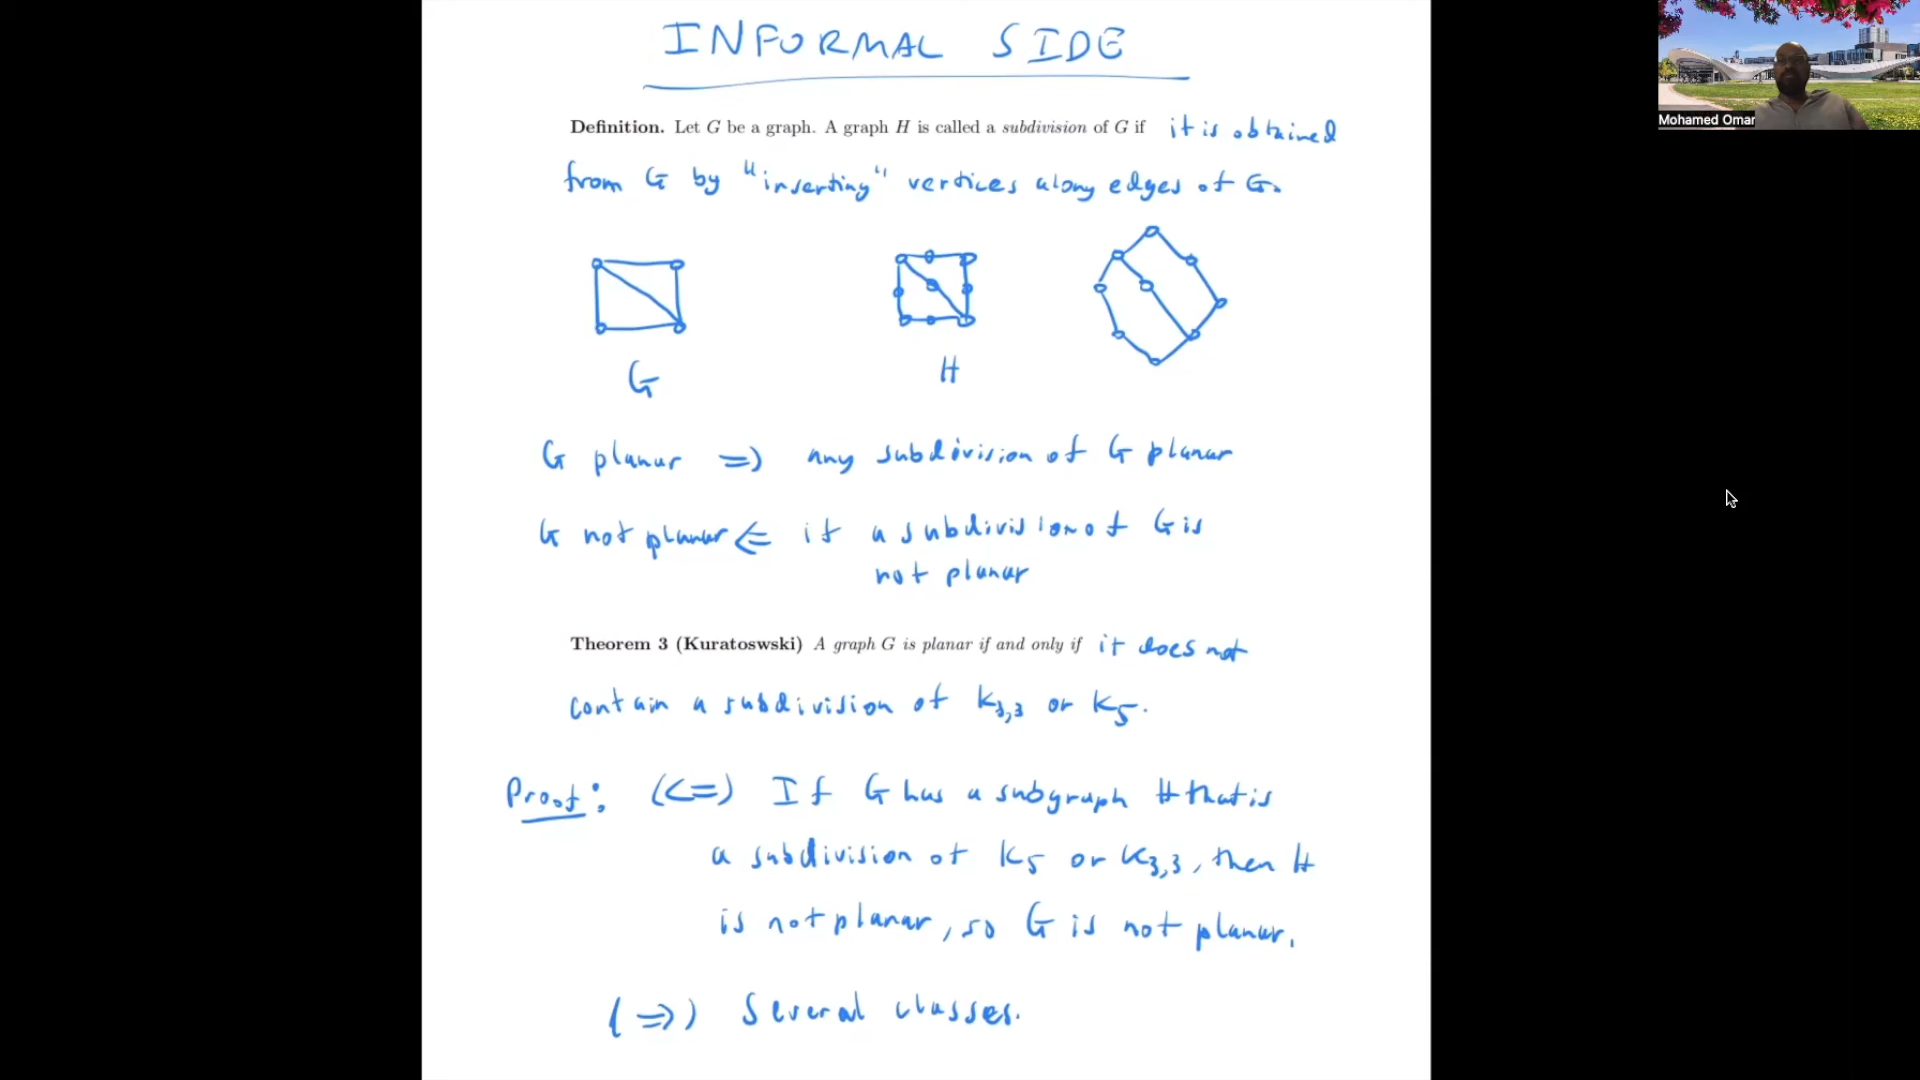 INFORMAL SIDE
Definition. Let G be a graph. A graph H is called a subdivision of G if it is obtained
from G by "inserting" vertices along edges of G.
G
H
G planar => any subdivision of G planar
G not planar <= if a subdivision of G is
not planar
Theorem 3 (Kuratoswski) A graph G is planar if and only if it does not
contain a subdivision of K3,3 or K5.
Proof: (<=) If G has a subgraph H that is
a subdivision of K5 or K3,3, then H
is not planar, so G is not planar.
(=>) Several classes.
Mohamed Omar